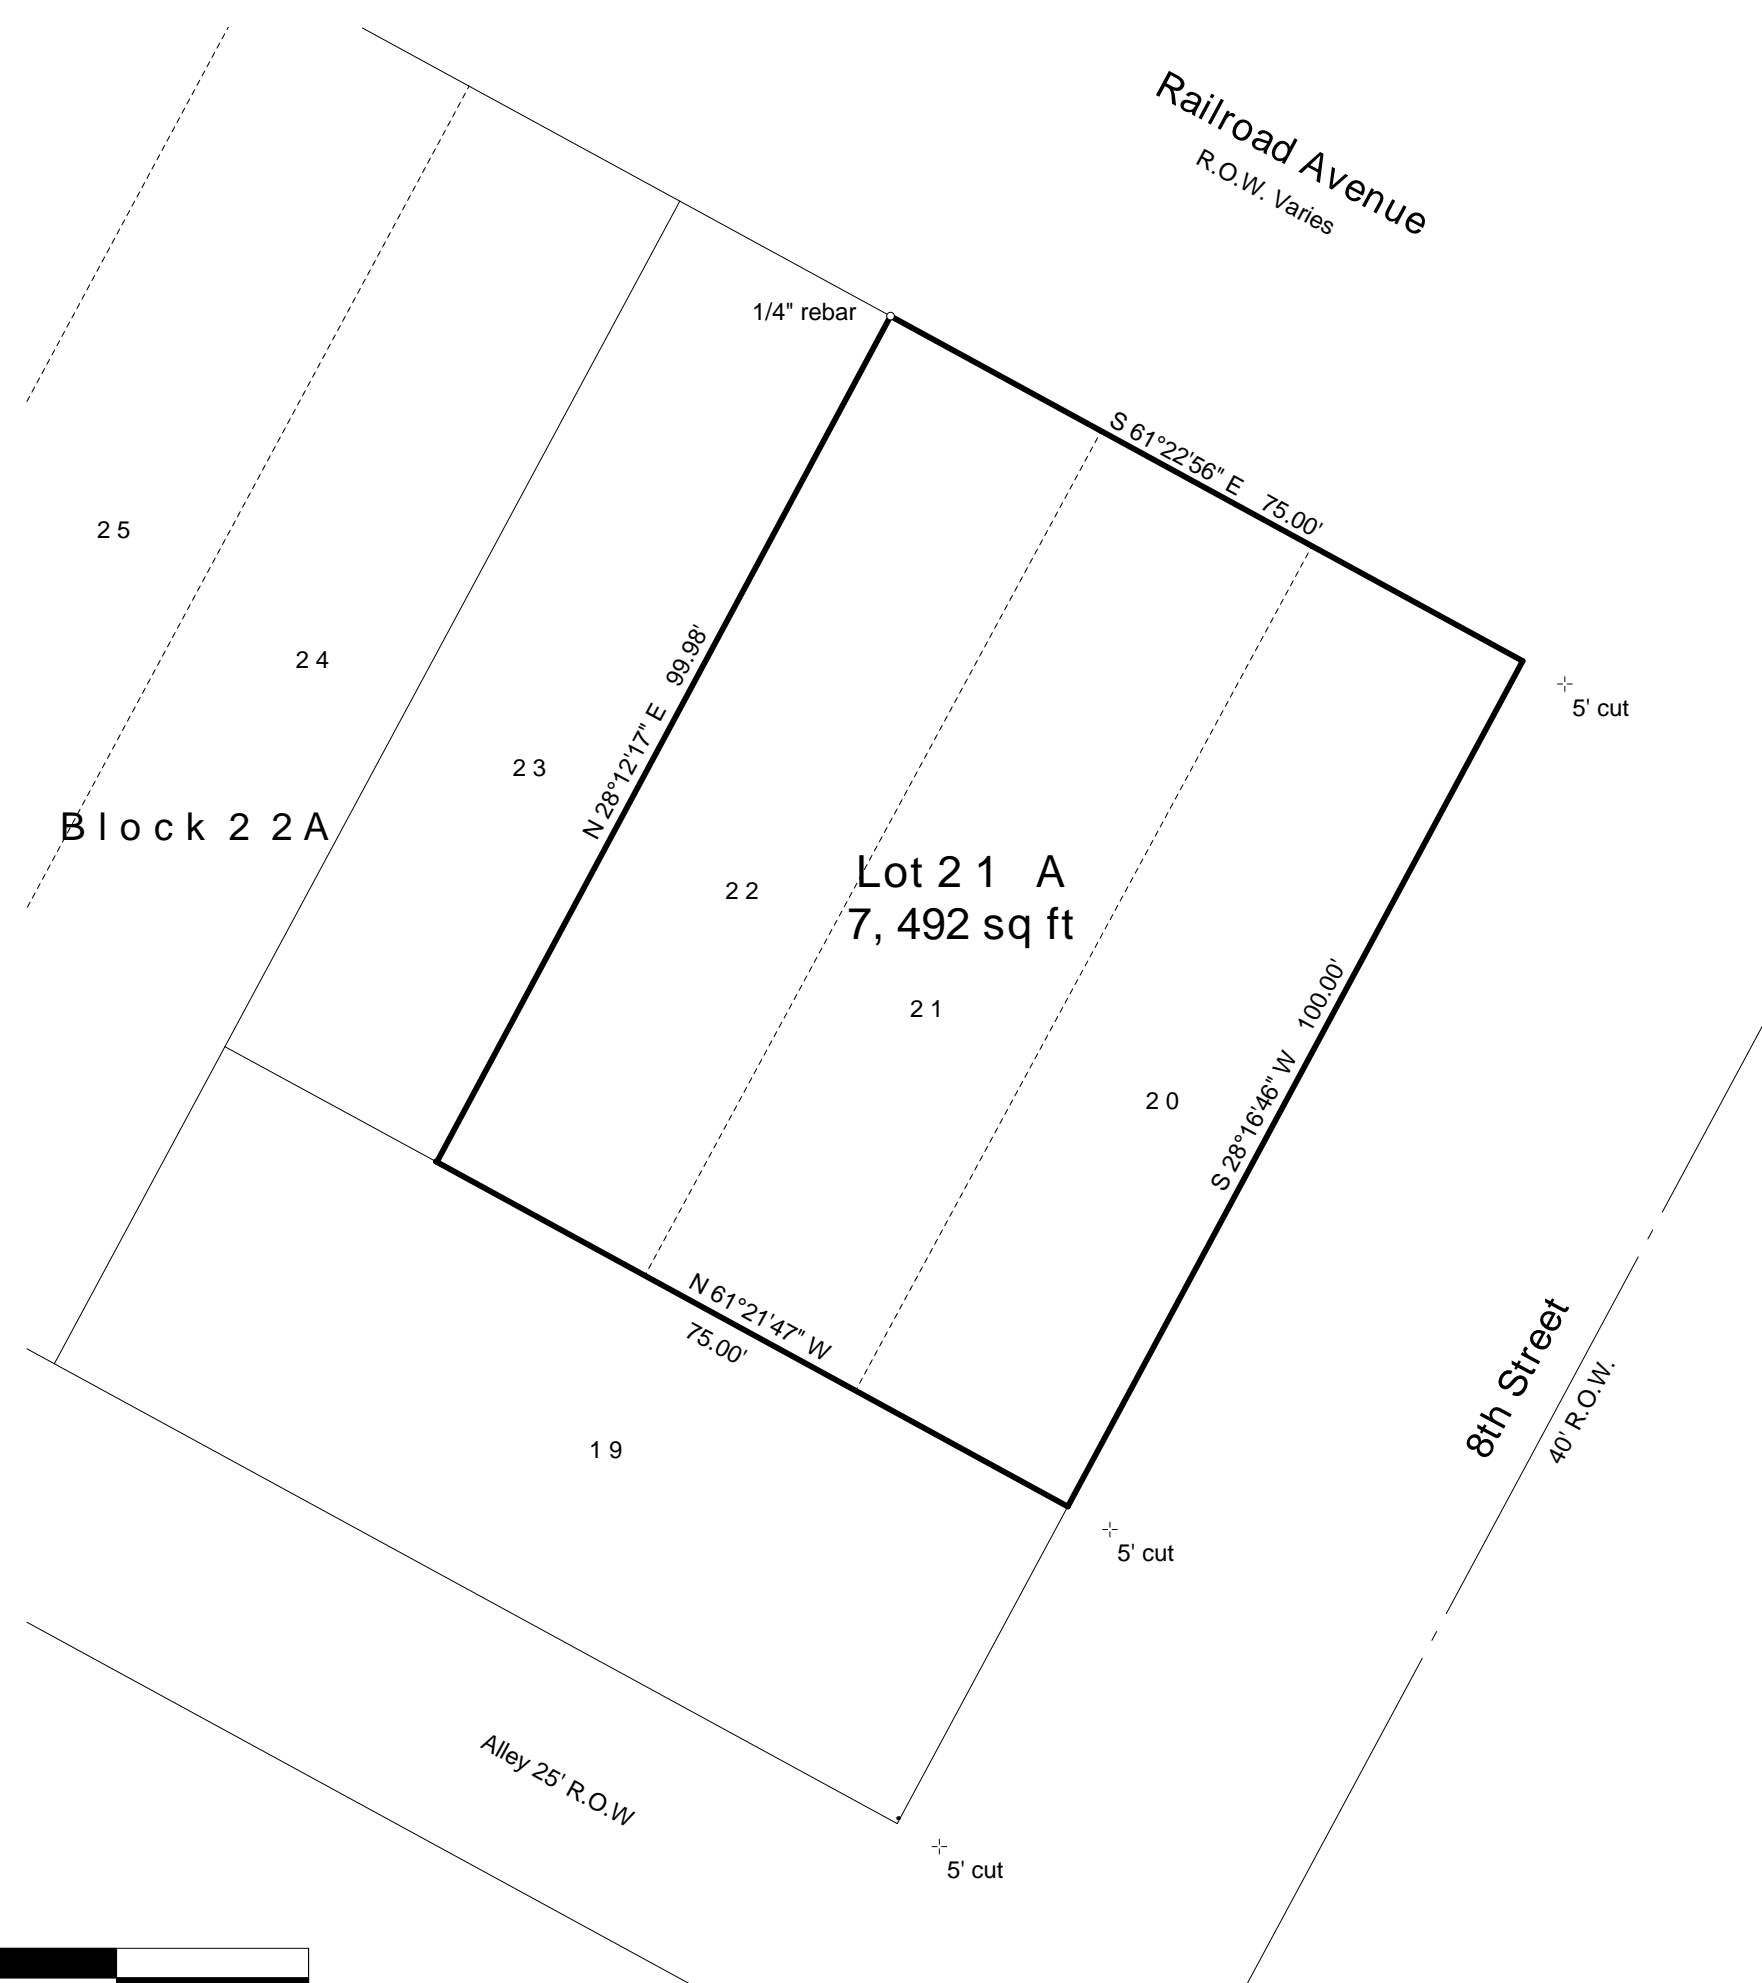 Railroad Avenue
R.O.W. Varies
1/4" rebar
S 61°22'56" E 75.00'
25
24
23
N 28°12'17" E 99.98'
5' cut
Block 22A
22
Lot 21 A
7, 492 sq ft
21
20
S 28°16'46" W 100.00'
N 61°21'47" W
75.00'
19
8th Street
40' R.O.W.
5' cut
Alley 25' R.O.W
5' cut